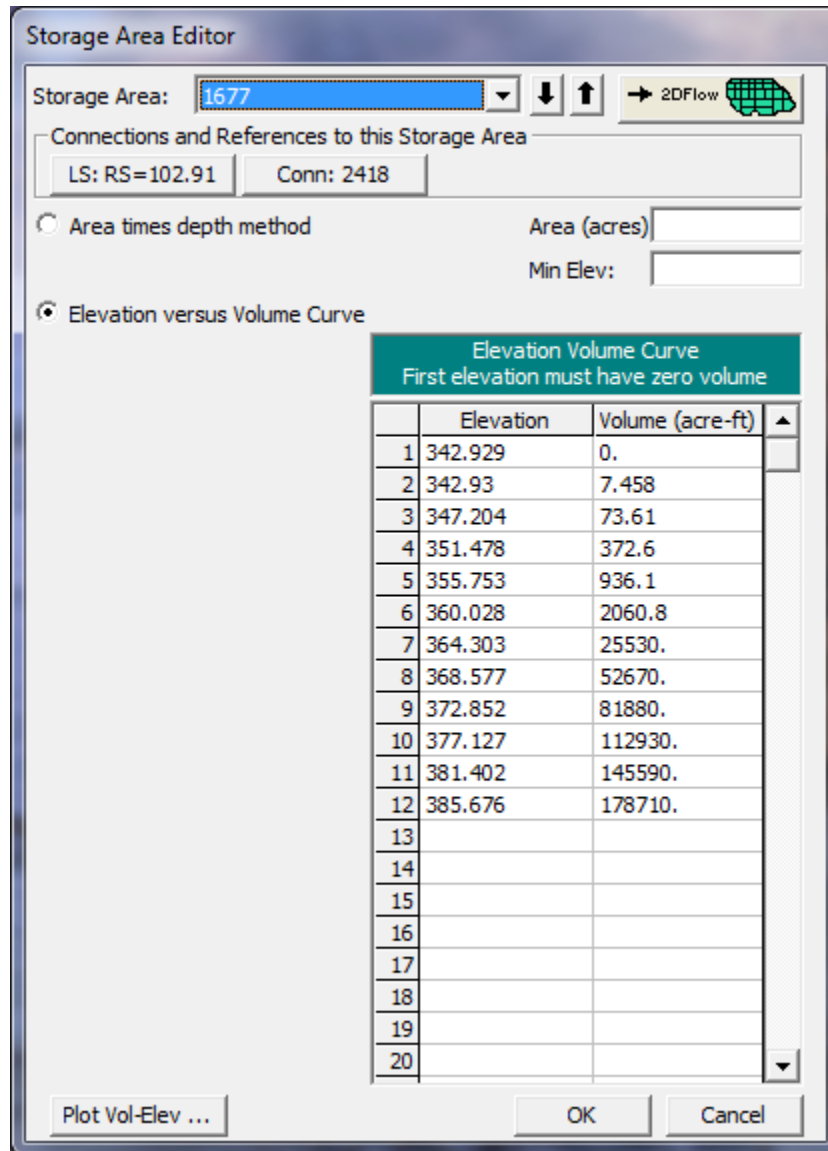 Storage Area Editor
Storage Area: 1677 2DFlow
Connections and References to this Storage Area
LS: RS=102.91 Conn: 2418
Area times depth method Area (acres)
Min Elev:
Elevation versus Volume Curve
Elevation Volume Curve
First elevation must have zero volume
Elevation Volume (acre-ft)
1 342.929 0.
2 342.93 7.458
3 347.204 73.61
4 351.478 372.6
5 355.753 936.1
6 360.028 2060.8
7 364.303 25530.
8 368.577 52670.
9 372.852 81880.
10 377.127 112930.
11 381.402 145590.
12 385.676 178710.
13
14
15
16
17
18
19
20
Plot Vol-Elev ... OK Cancel